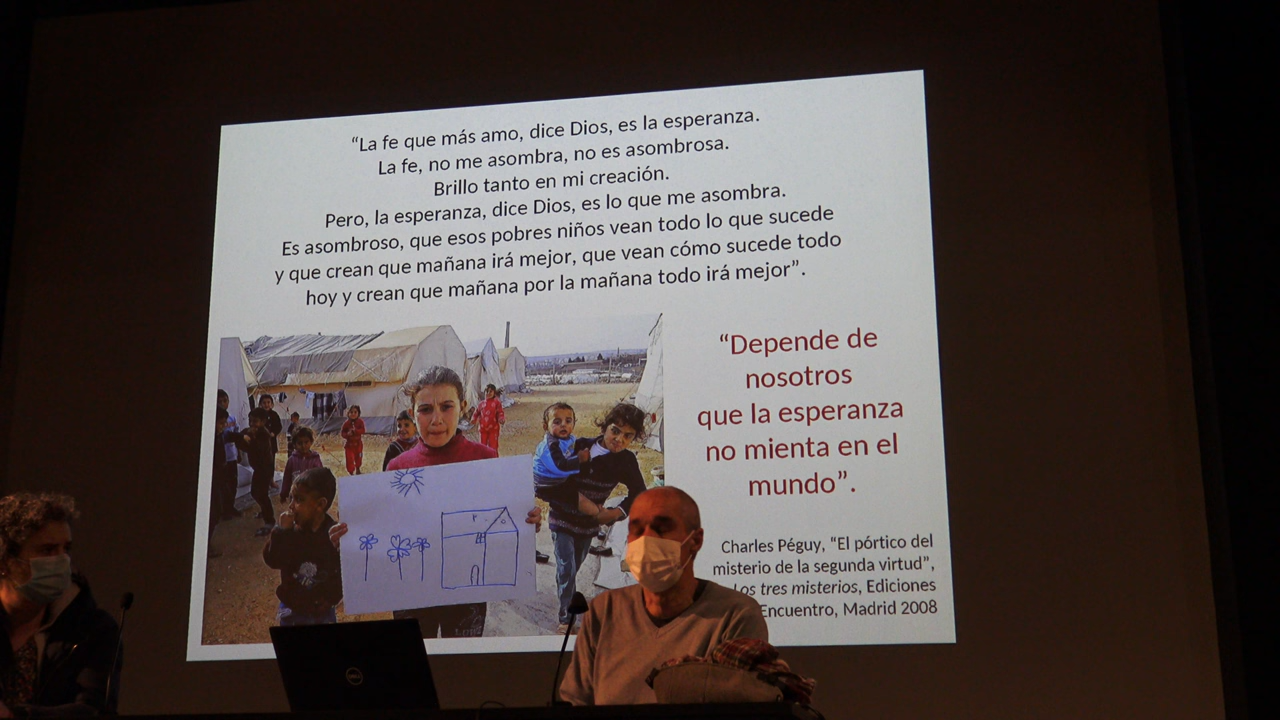 “La fe que más amo, dice Dios, es la esperanza.
La fe, no me asombra, no es asombrosa.
Brillo tanto en mi creación.
Pero, la esperanza, dice Dios, es lo que me asombra.
Es asombroso, que esos pobres niños vean todo lo que sucede
y que crean que mañana irá mejor, que vean cómo sucede todo
hoy y crean que mañana por la mañana todo irá mejor”.
“Depende de
nosotros
que la esperanza
no mienta en el
mundo”.
Charles Péguy, “El pórtico del
misterio de la segunda virtud”,
Los tres misterios, Ediciones
Encuentro, Madrid 2008
DELL